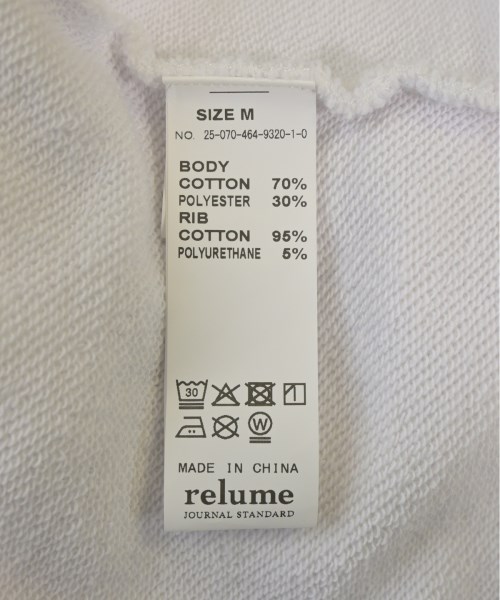 SIZE M
NO. 25-070-464-9320-1-0
BODY
COTTON 70%
POLYESTER 30%
RIB
COTTON 95%
POLYURETHANE 5%
30
W
MADE IN CHINA
relume
JOURNAL STANDARD